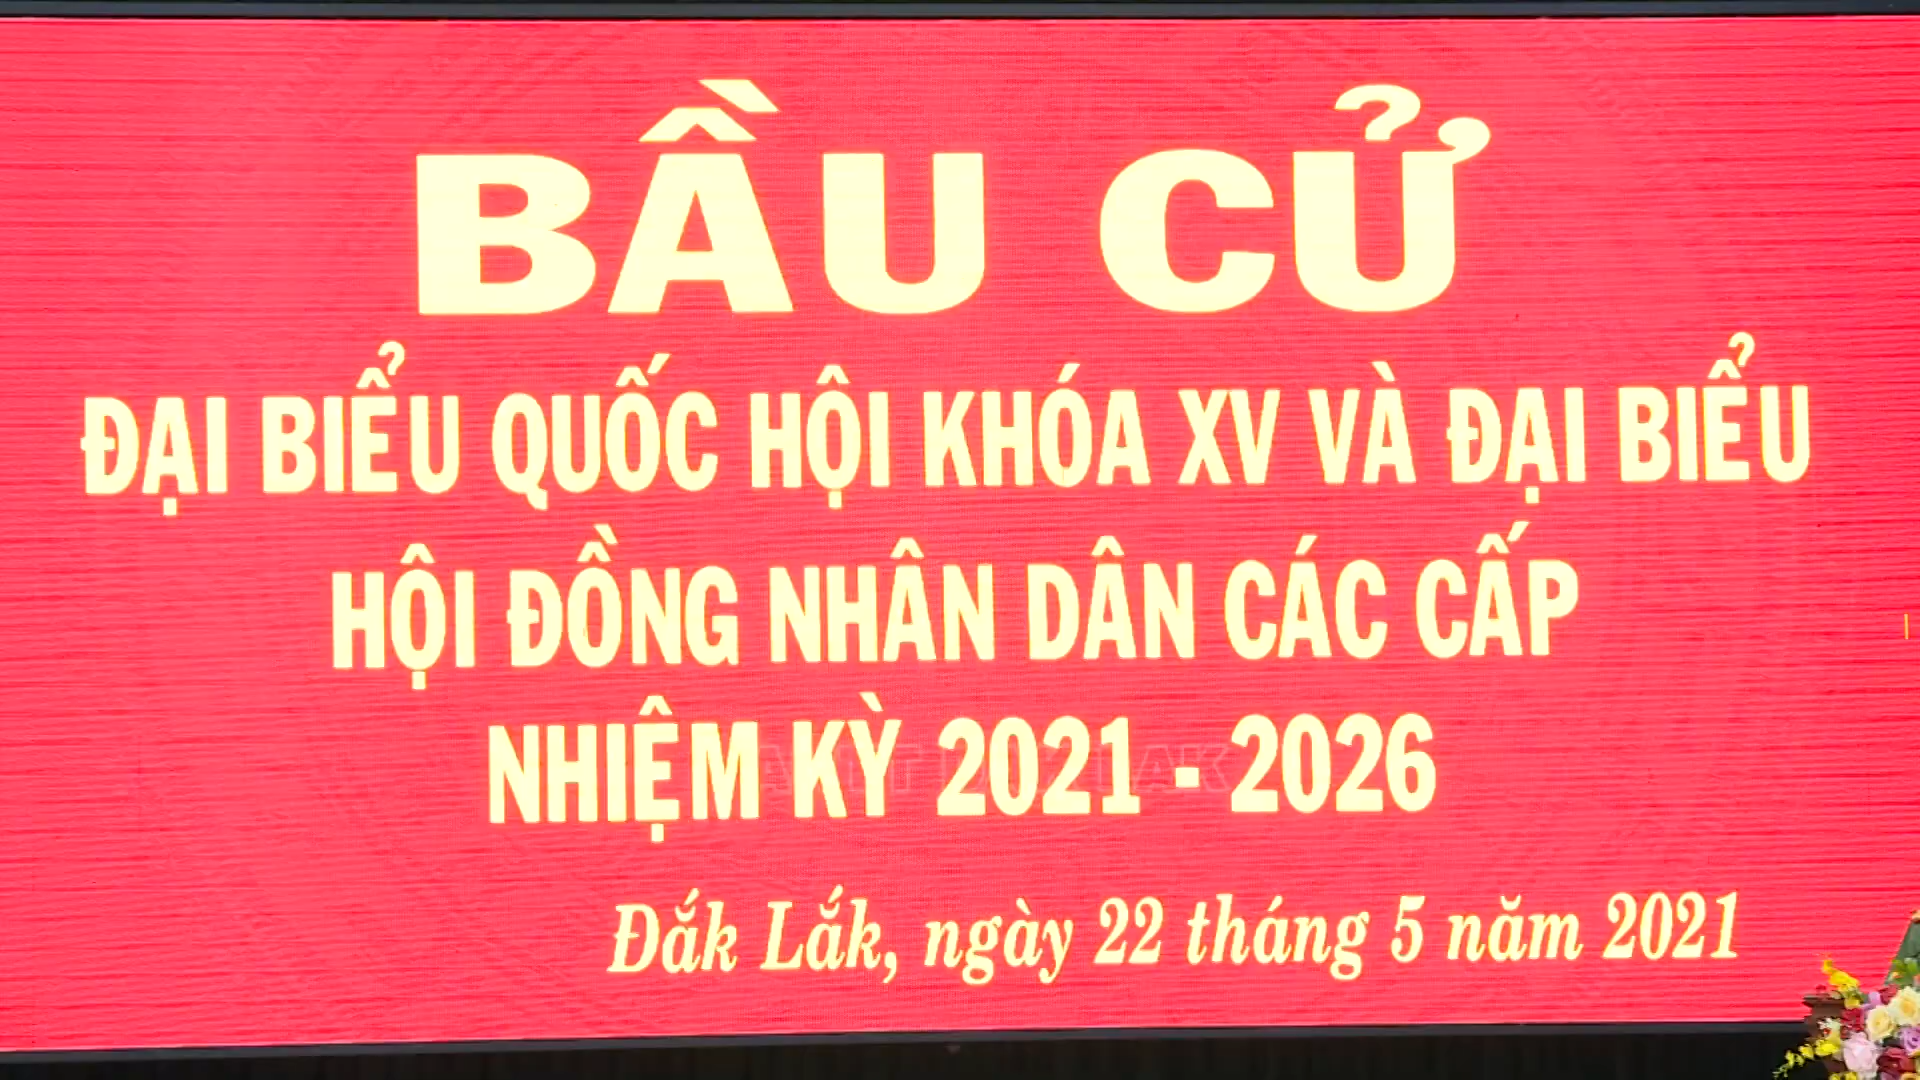 BẦU CỬ
ĐẠI BIỂU QUỐC HỘI KHÓA XV VÀ ĐẠI BIỂU
HỘI ĐỒNG NHÂN DÂN CÁC CẤP
NHIỆM KỲ 2021 - 2026
Đắk Lắk, ngày 22 tháng 5 năm 2021